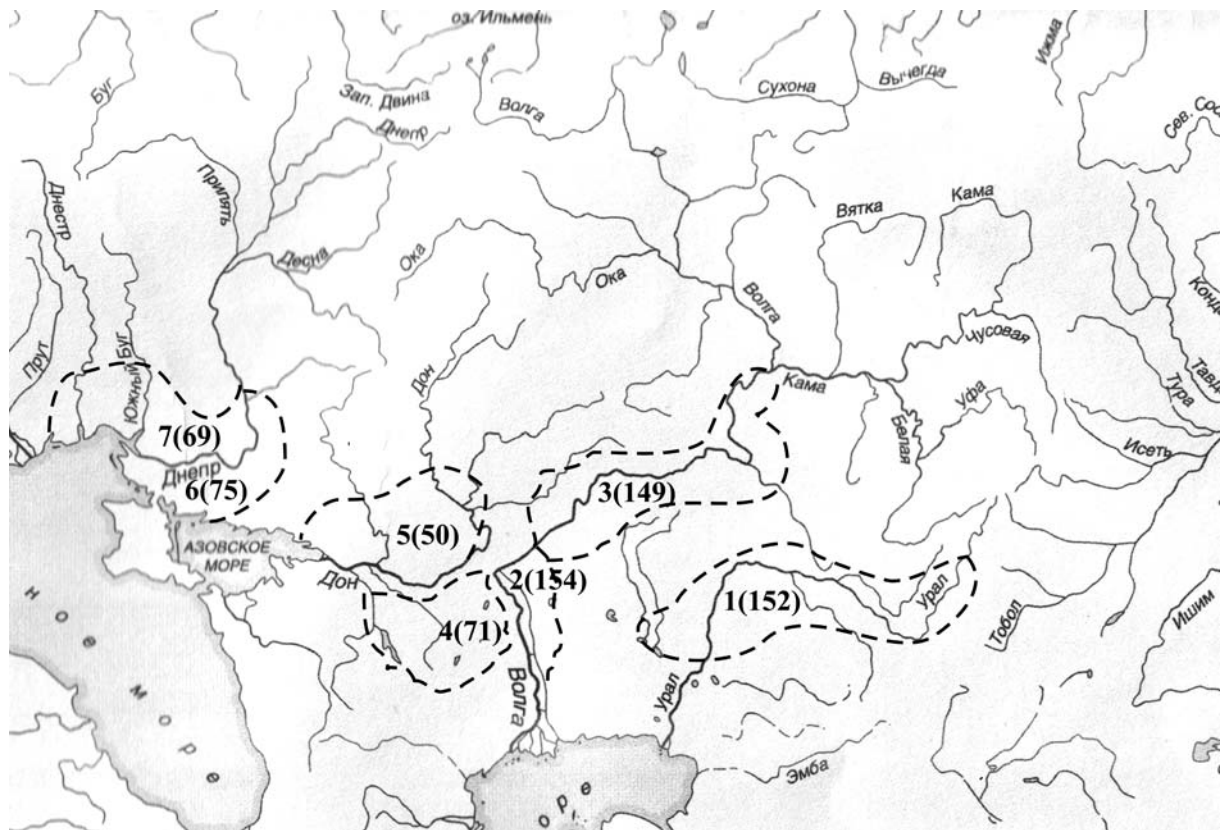 оз. Ильмень
Ижма
Буг
Зап. Двина
Волга
Сухона
Вычегда
Днепр
Сев. Сос
Днестр
Припять
Десна
Ока
Ока
Вятка
Кама
Волга
Конда
Чусовая
Тавд
Прут
Южный Буг
Дон
Кама
Уфа
Тура
Белая
Исеть
7(69)
Днепр
6(75)
3(149)
5(50)
АЗОВСКОЕ
МОРЕ
Дон
2(154)
1(152)
Урал
Тобол
Ишим
4(71)
Волга
Урал
Эмба
ное
Море
оре